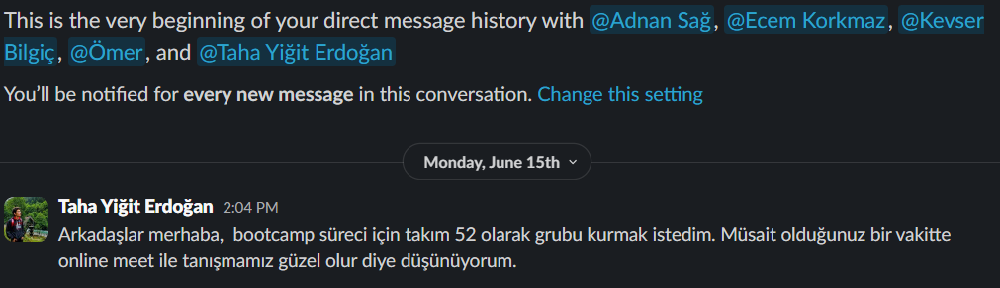 This is the very beginning of your direct message history with @Adnan Sağ, @Ecem Korkmaz, @Kevser
Bilgiç, @Ömer, and @Taha Yiğit Erdoğan
You’ll be notified for every new message in this conversation. Change this setting
Monday, June 15th
Taha Yiğit Erdoğan 2:04 PM
Arkadaşlar merhaba,  bootcamp süreci için takım 52 olarak grubu kurmak istedim. Müsait olduğunuz bir vakitte
online meet ile tanışmamız güzel olur diye düşünüyorum.